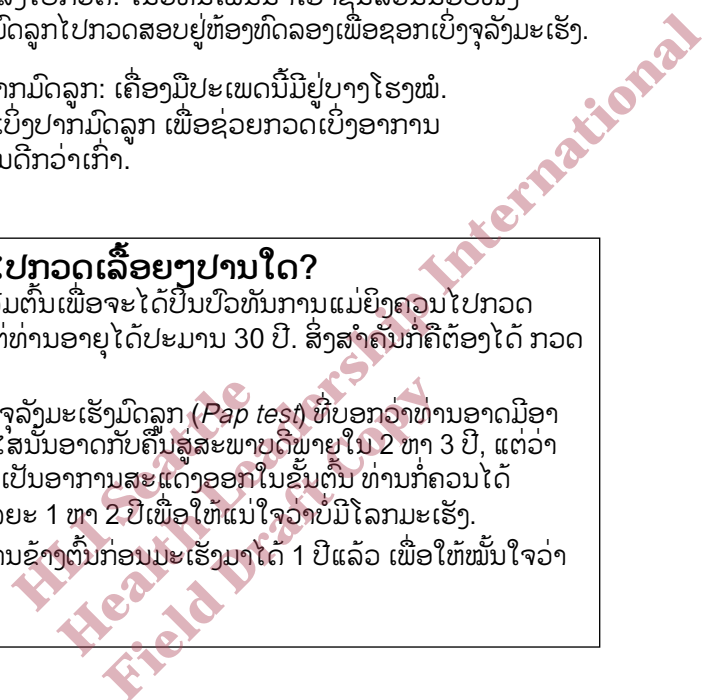 ມົດລູກໄປກວດສອບຢູ່ຫ້ອງທົດລອງເພື່ອຊອກເບິ່ງຈຸລັງມະເຮັງ.
າກມົດລູກ: ເຄື່ອງມືປະເພດນີ້ມີຢູ່ບາງໂຮງໝໍ.
ເບິ່ງປາກມົດລູກ ເພື່ອຊ່ວຍກວດເບິ່ງອາການ
ນດີກວ່າເກົ່າ.
ໄປກວດເລື້ອຍໆປານໃດ?
ີ່ມຕົ້ນເພື່ອຈະໄດ້ປິ່ນປົວທັນການແມ່ຍິງຄວນໄປກວດ
ຕ່ທ່ານອາຍຸໄດ້ປະມານ 30 ປີ. ສິ່ງສຳຄັນກໍ່ຄືຕ້ອງໄດ້ ກວດ
ຈຸລັງມະເຮັງມົດລູກ (Pap test) ທີ່ບອກວ່າທ່ານອາດມີອາ
ໃສນັ້ນອາດກັບຄືນສູ່ສະພາບດີພາຍໃນ 2 ຫາ 3 ປີ, ແຕ່ວ່າ
ເປັນອາການສະແດງອອກໃນຂັ້ນຕົ້ນ ທ່ານກໍ່ຄວນໄດ້
ຍະ 1 ຫາ 2 ປີເພື່ອໃຫ້ແນ່ໃຈວ່າບໍ່ມີໂລກມະເຮັງ.
ານຂ້າງຕົ້ນກ່ອນມະເຮັງມາໄດ້ 1 ປີແລ້ວ ເພື່ອໃຫ້ໝັ້ນໃຈວ່າ
HLI Seattle
Health Leadership International
Field Draft Copy